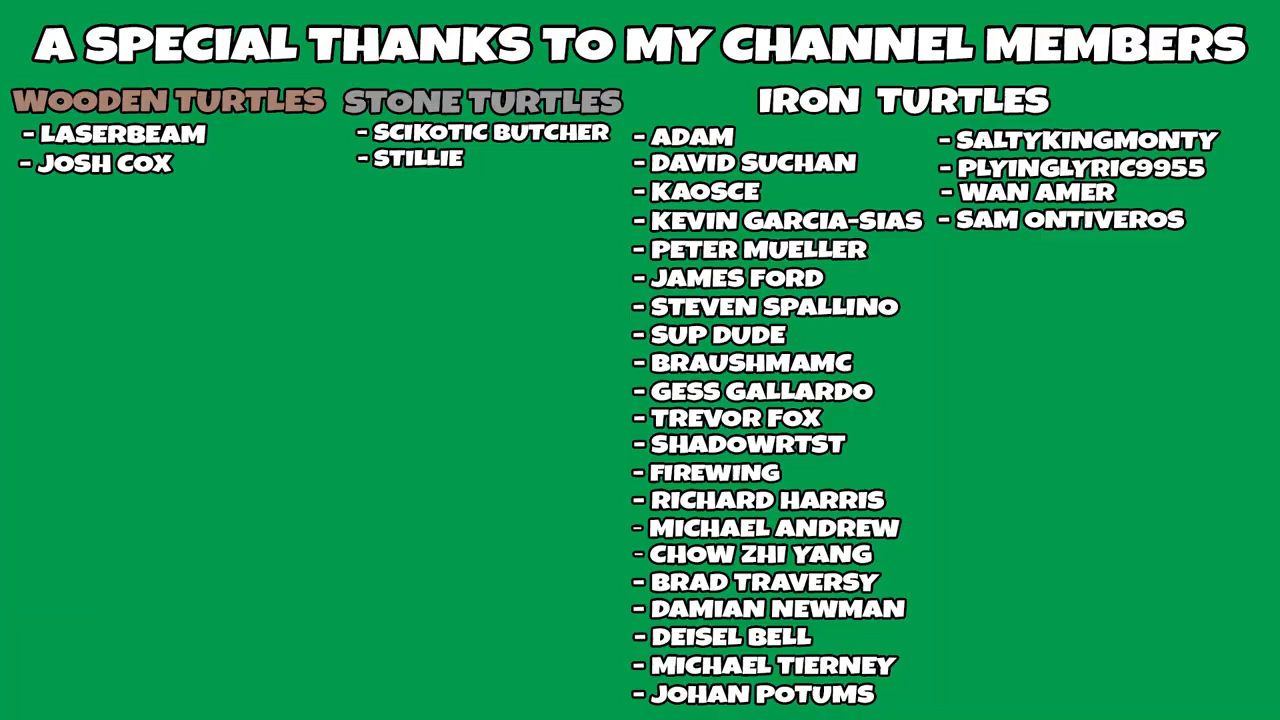 A SPECIAL THANKS TO MY CHANNEL MEMBERS
WOODEN TURTLES
- LASERBEAM
- JOSH COX
STONE TURTLES
- SCIKOTIC BUTCHER
- STILLIE
IRON TURTLES
- ADAM
- DAVID SUCHAN
- KAOSCE
- KEVIN GARCIA-SIAS
- PETER MUELLER
- JAMES FORD
- STEVEN SPALLINO
- SUP DUDE
- BRAUSHMAMC
- GESS GALLARDO
- TREVOR FOX
- SHADOWRTST
- FIREWING
- RICHARD HARRIS
- MICHAEL ANDREW
- CHOW ZHI YANG
- BRAD TRAVERSY
- DAMIAN NEWMAN
- DEISEL BELL
- MICHAEL TIERNEY
- JOHAN POTUMS
- SALTYKINGMONTY
- PLYINGLYRIC9955
- WAN AMER
- SAM ONTIVEROS